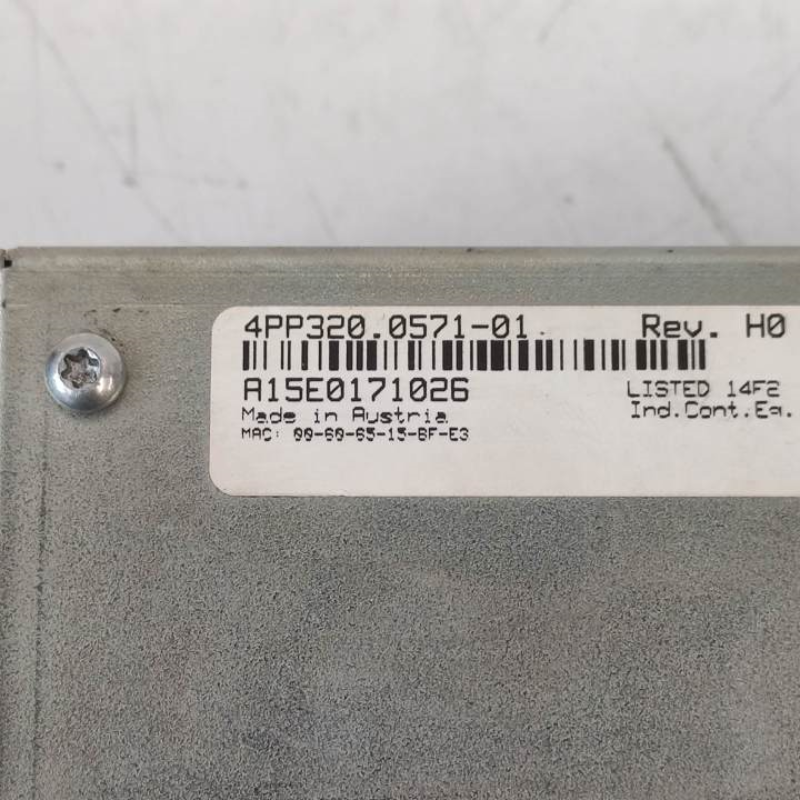 4PP320.0571-01 Rev. H0
A15E0171026 LISTED 14F2
Made in Austria Ind.Cont.Eq.
MAC: 00-60-65-15-BF-E3